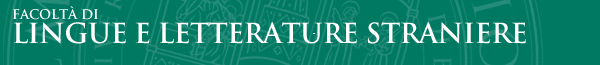 FACOLTÀ DI
LINGUE E LETTERATURE STRANIERE